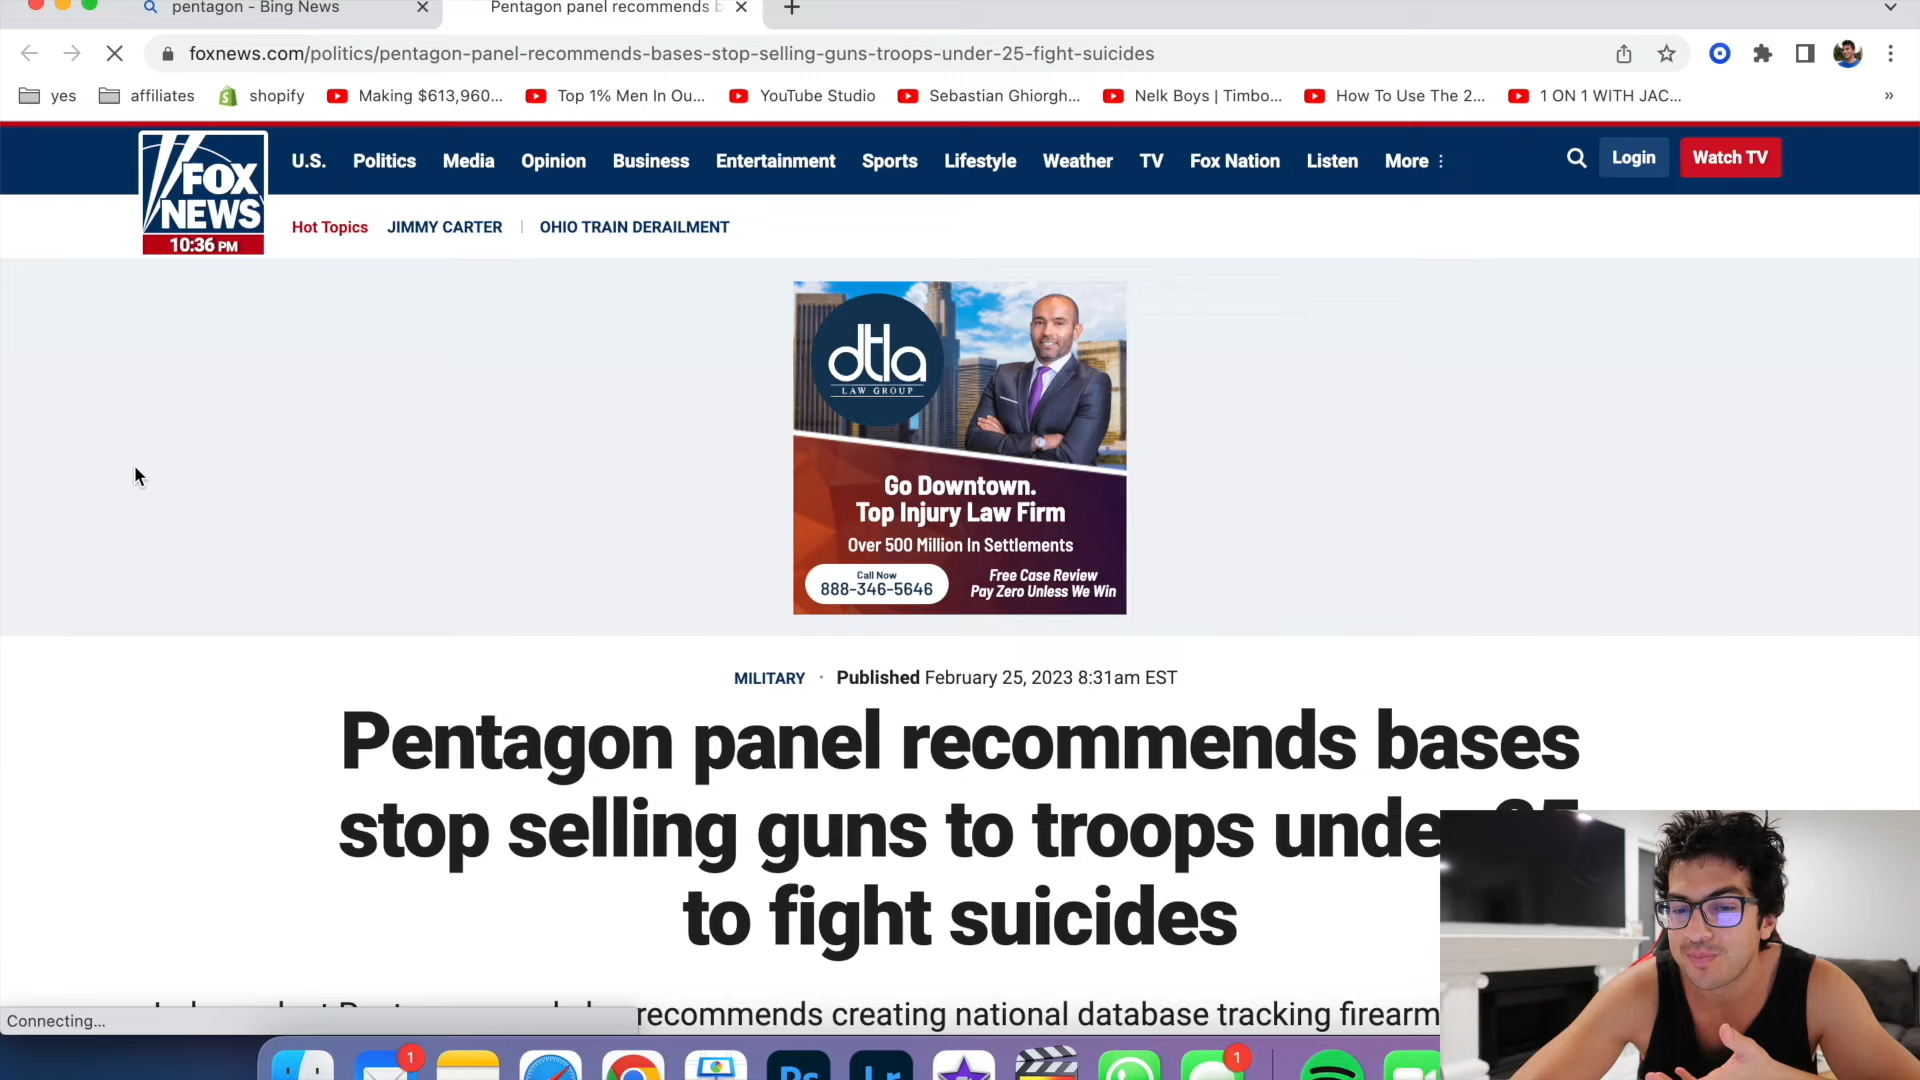 pentagon - Bing News
Pentagon panel recommends b
foxnews.com/politics/pentagon-panel-recommends-bases-stop-selling-guns-troops-under-25-fight-suicides
yes
affiliates
shopify
Making $613,960...
Top 1% Men In Ou...
YouTube Studio
Sebastian Ghiorgh...
Nelk Boys | Timbo...
How To Use The 2...
1 ON 1 WITH JAC...
»
FOX
NEWS
10:36 PM
U.S. Politics Media Opinion Business Entertainment Sports Lifestyle Weather TV Fox Nation Listen More
Login
Watch TV
Hot Topics JIMMY CARTER | OHIO TRAIN DERAILMENT
dtla
LAW GROUP
Go Downtown.
Top Injury Law Firm
Over 500 Million In Settlements
Call Now
888-346-5646
Free Case Review
Pay Zero Unless We Win
MILITARY · Published February 25, 2023 8:31am EST
Pentagon panel recommends bases
stop selling guns to troops unde
to fight suicides
recommends creating national database tracking firearm
Connecting...
1
Ps
Lr
1